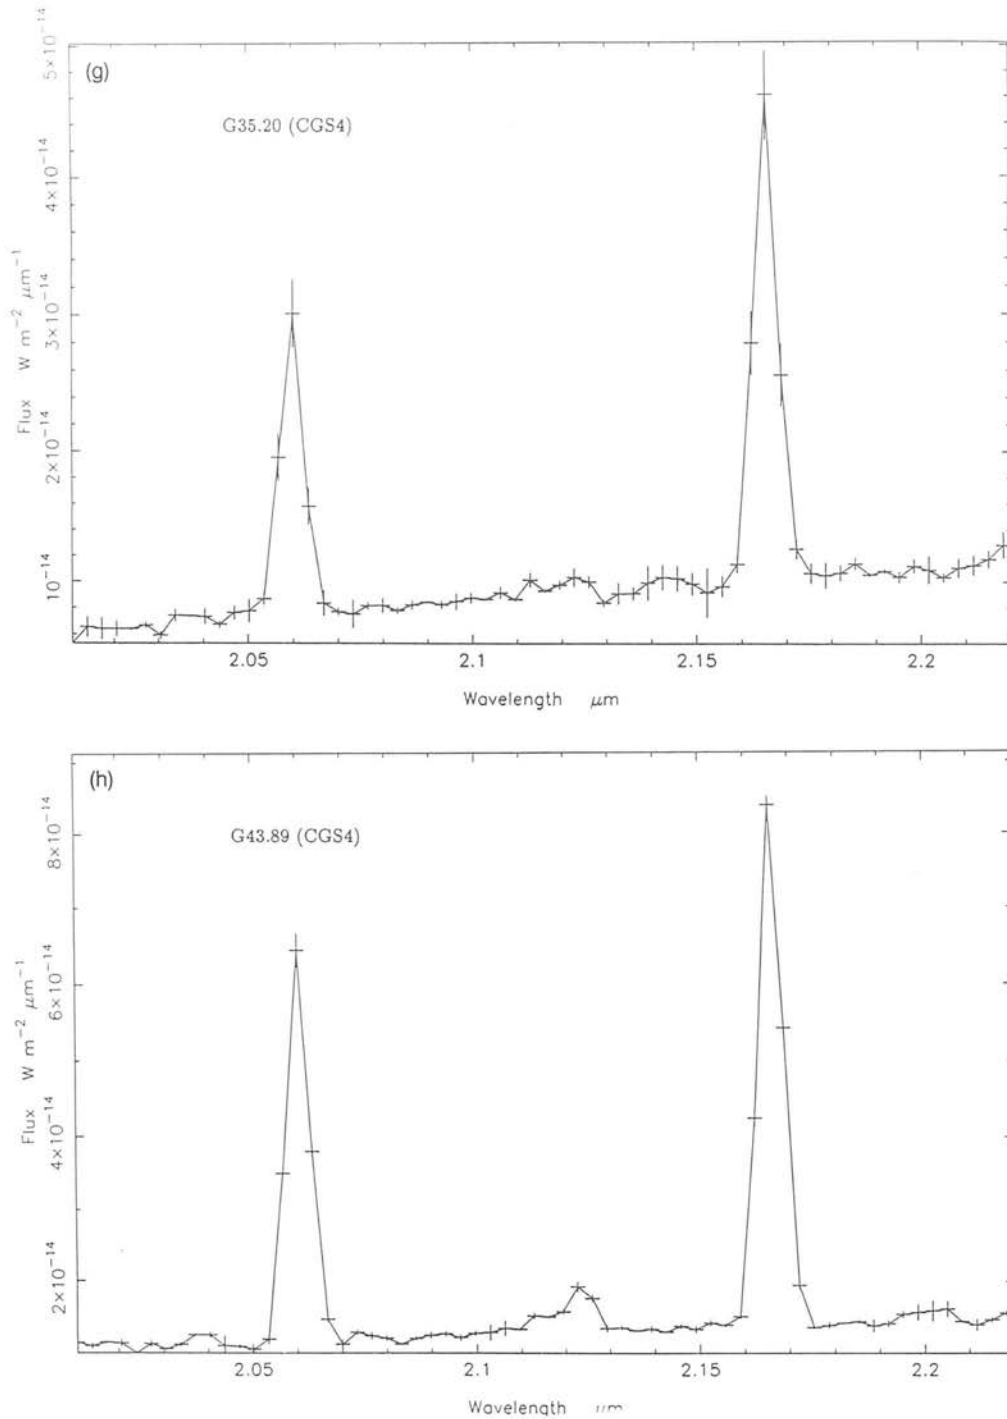 (g)
G35.20 (CGS4)
5×10⁻¹⁴
4×10⁻¹⁴
3×10⁻¹⁴
2×10⁻¹⁴
10⁻¹⁴
Flux W m⁻² μm⁻¹
2.05 2.1 2.15 2.2
Wavelength μm
(h)
G43.89 (CGS4)
8×10⁻¹⁴
6×10⁻¹⁴
4×10⁻¹⁴
2×10⁻¹⁴
Flux W m⁻² μm⁻¹
2.05 2.1 2.15 2.2
Wavelength μm